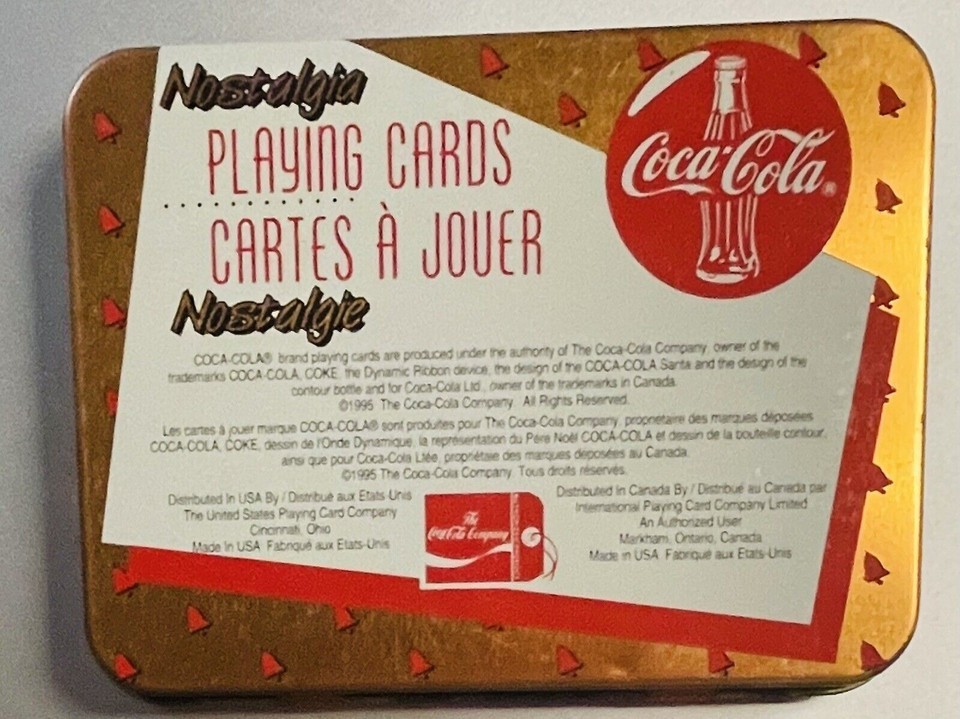 Nostalgia
PLAYING CARDS
CARTES À JOUER
Nostalgie
Coca-Cola®
COCA-COLA® brand playing cards are produced under the authority of The Coca-Cola Company, owner of the
trademarks COCA-COLA, COKE, the Dynamic Ribbon device, the design of the COCA-COLA Santa and the design of the
contour bottle and for Coca-Cola Ltd., owner of the trademarks in Canada.
©1995 The Coca-Cola Company. All Rights Reserved.
Les cartes à jouer marque COCA-COLA® sont produites pour The Coca-Cola Company, propriétaire des marques déposées
COCA-COLA, COKE, dessin de l'Onde Dynamique, la représentation du Père Noël COCA-COLA et dessin de la bouteille contour,
ainsi que pour Coca-Cola Ltée, propriétaire des marques déposées au Canada.
©1995 The Coca-Cola Company. Tous droits réservés.
Distributed In USA By / Distribué aux Etats-Unis
The United States Playing Card Company
Cincinnati, Ohio
Made In USA Fabriqué aux Etats-Unis
The
Coca-Cola Company
Distributed In Canada By / Distribué au Canada par
International Playing Card Company Limited
An Authorized User
Markham, Ontario, Canada
Made in USA Fabriqué aux Etats-Unis